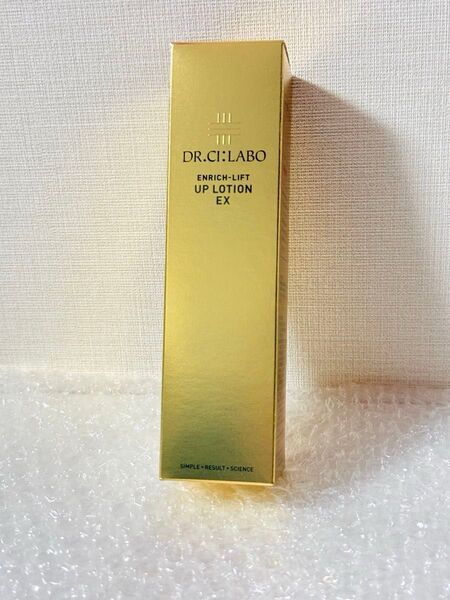 DR.CI:LABO
ENRICH-LIFT
UP LOTION
EX
SIMPLE • RESULT • SCIENCE